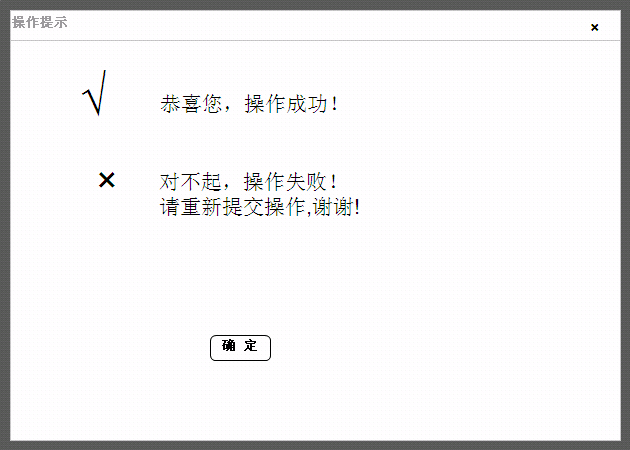 操作提示
×
√ 恭喜您，操作成功！
× 对不起，操作失败！
请重新提交操作,谢谢!
确 定